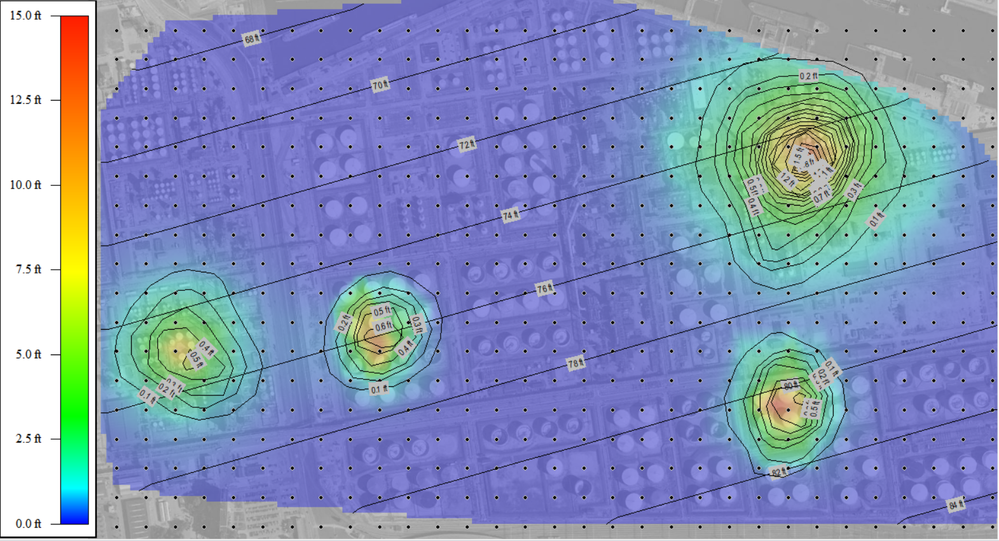 15.0 ft
12.5 ft
10.0 ft
7.5 ft
5.0 ft
2.5 ft
0.0 ft
68 ft
70 ft
72 ft
74 ft
76 ft
78 ft
80 ft
82 ft
84 ft
0.2 ft
1.5 ft
1.2 ft
0.7 ft
0.3 ft
0.5 ft
0.4 ft
0.1 ft
0.4 ft
0.5 ft
0.2 ft
0.1 ft
0.2 ft
0.5 ft
0.6 ft
0.3 ft
0.4 ft
0.1 ft
0.1 ft
0.2 ft
0.5 ft